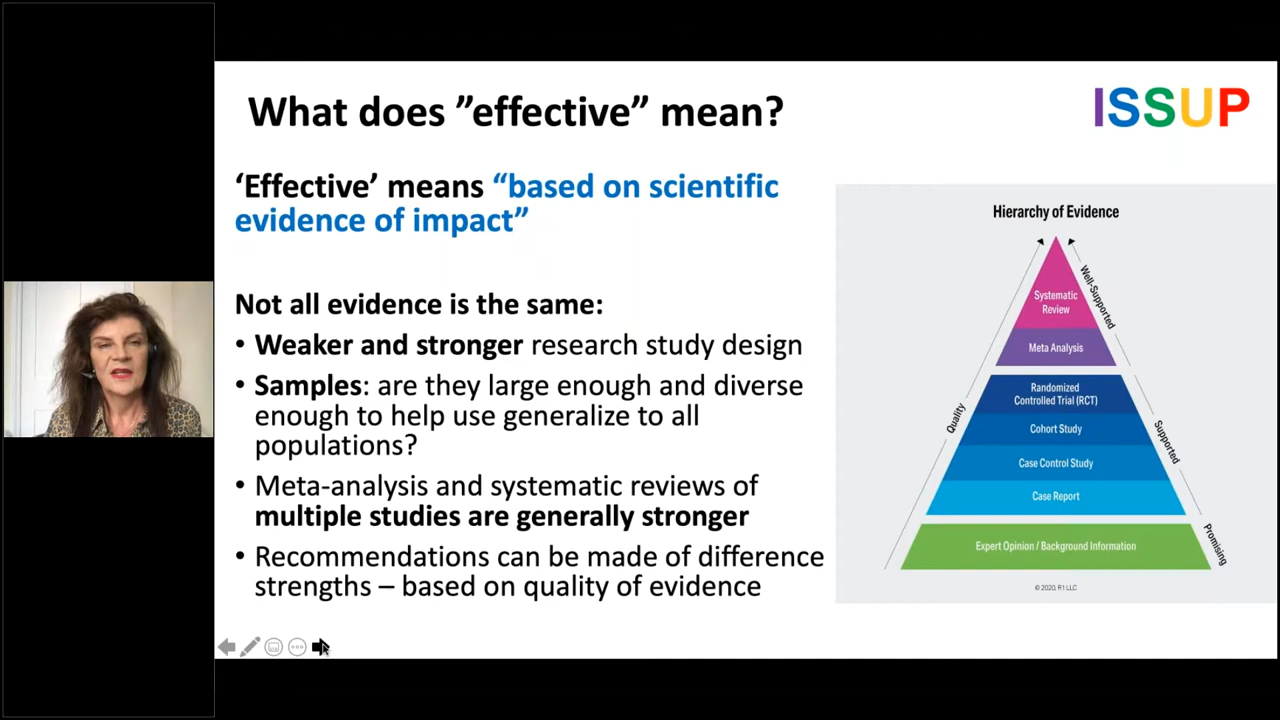 What does ”effective” mean?
ISSUP
‘Effective’ means “based on scientific
evidence of impact”
Not all evidence is the same:
• Weaker and stronger research study design
• Samples: are they large enough and diverse
enough to help use generalize to all
populations?
• Meta-analysis and systematic reviews of
multiple studies are generally stronger
• Recommendations can be made of difference
strengths – based on quality of evidence
Hierarchy of Evidence
Systematic
Review
Meta Analysis
Randomized
Controlled Trial (RCT)
Cohort Study
Case Control Study
Case Report
Expert Opinion / Background Information
Quality
Well-Supported
Supported
Promising
© 2020, R1 LLC